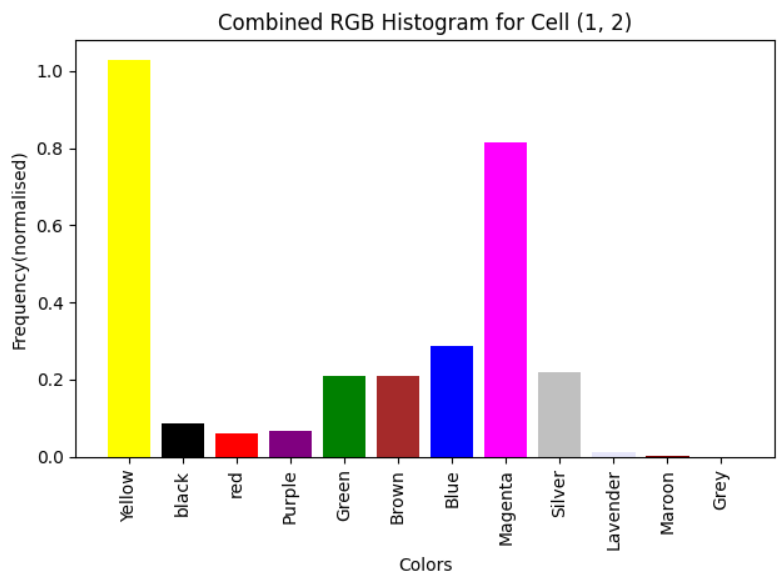 Combined RGB Histogram for Cell (1, 2)
Frequency(normalised)
1.0
0.8
0.6
0.4
0.2
0.0
Yellow
black
red
Purple
Green
Brown
Blue
Magenta
Silver
Lavender
Maroon
Grey
Colors